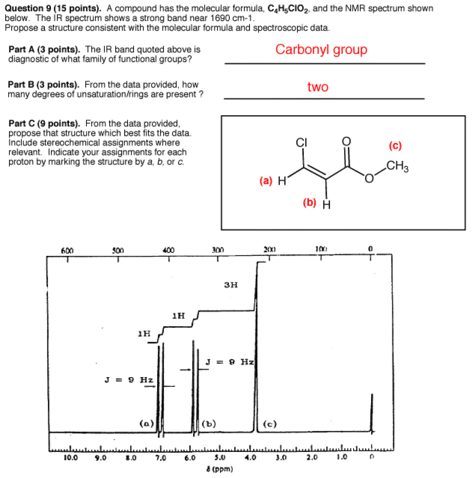 Question 9 (15 points). A compound has the molecular formula, C₄H₅ClO₂, and the NMR spectrum shown
below. The IR spectrum shows a strong band near 1690 cm-1.
Propose a structure consistent with the molecular formula and spectroscopic data.
Part A (3 points). The IR band quoted above is
diagnostic of what family of functional groups?
Carbonyl group
Part B (3 points). From the data provided, how
many degrees of unsaturation/rings are present ?
two
Part C (9 points). From the data provided,
propose that structure which best fits the data.
Include stereochemical assignments where
relevant. Indicate your assignments for each
proton by marking the structure by a, b, or c.
Cl O (c)
CH₃
(a) H O
(b) H
600 500 400 300 200 100 0
3H
1H
1H
J = 9 Hz
J = 9 Hz
(a) (b) (c)
10.0 9.0 8.0 7.0 6.0 5.0 4.0 3.0 2.0 1.0 0
δ (ppm)